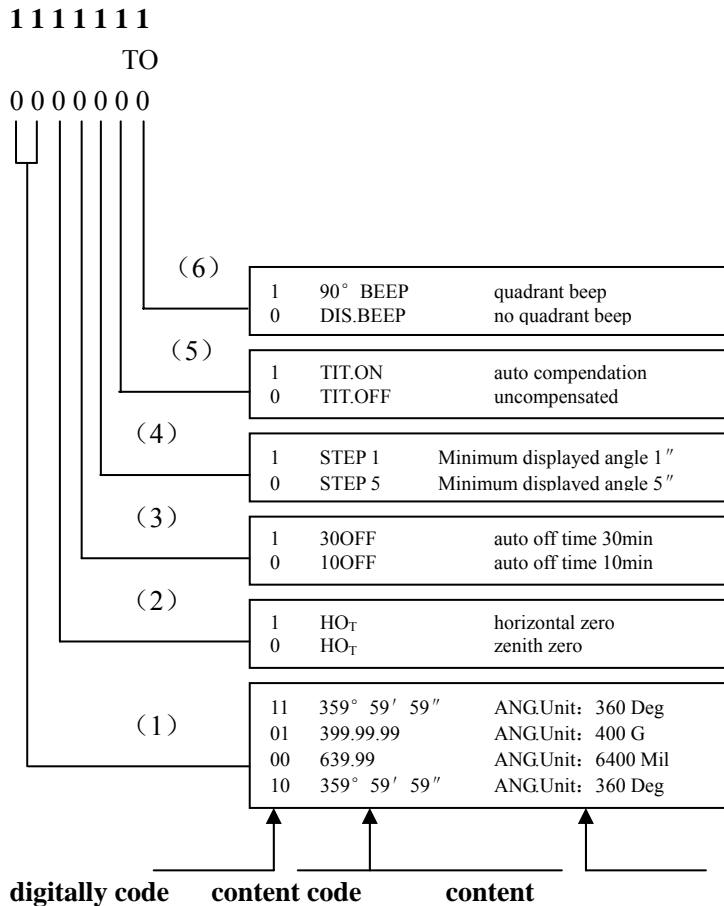 1 1 1 1 1 1 1
TO
0 0 0 0 0 0 0
（6）
1 90° BEEP quadrant beep
0 DIS.BEEP no quadrant beep
（5）
1 TIT.ON auto compendation
0 TIT.OFF uncompensated
（4）
1 STEP 1 Minimum displayed angle 1″
0 STEP 5 Minimum displayed angle 5″
（3）
1 30OFF auto off time 30min
0 10OFF auto off time 10min
（2）
1 HO_T horizontal zero
0 HO_T zenith zero
（1）
11 359° 59′ 59″ ANG.Unit：360 Deg
01 399.99.99 ANG.Unit：400 G
00 639.99 ANG.Unit：6400 Mil
10 359° 59′ 59″ ANG.Unit：360 Deg
digitally code content code content